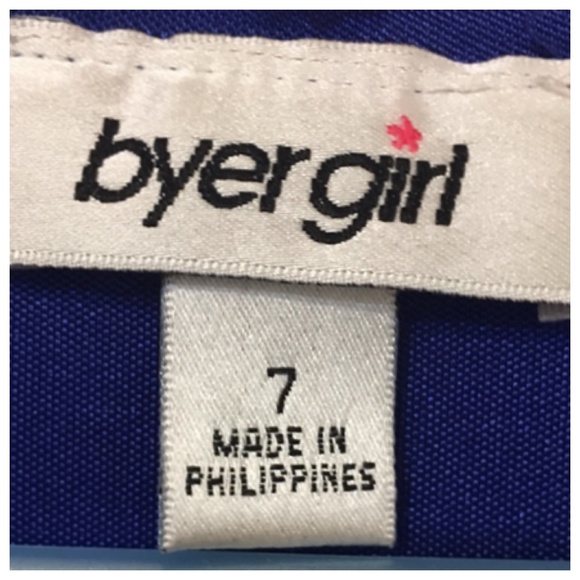 byer girl
7
MADE IN
PHILIPPINES